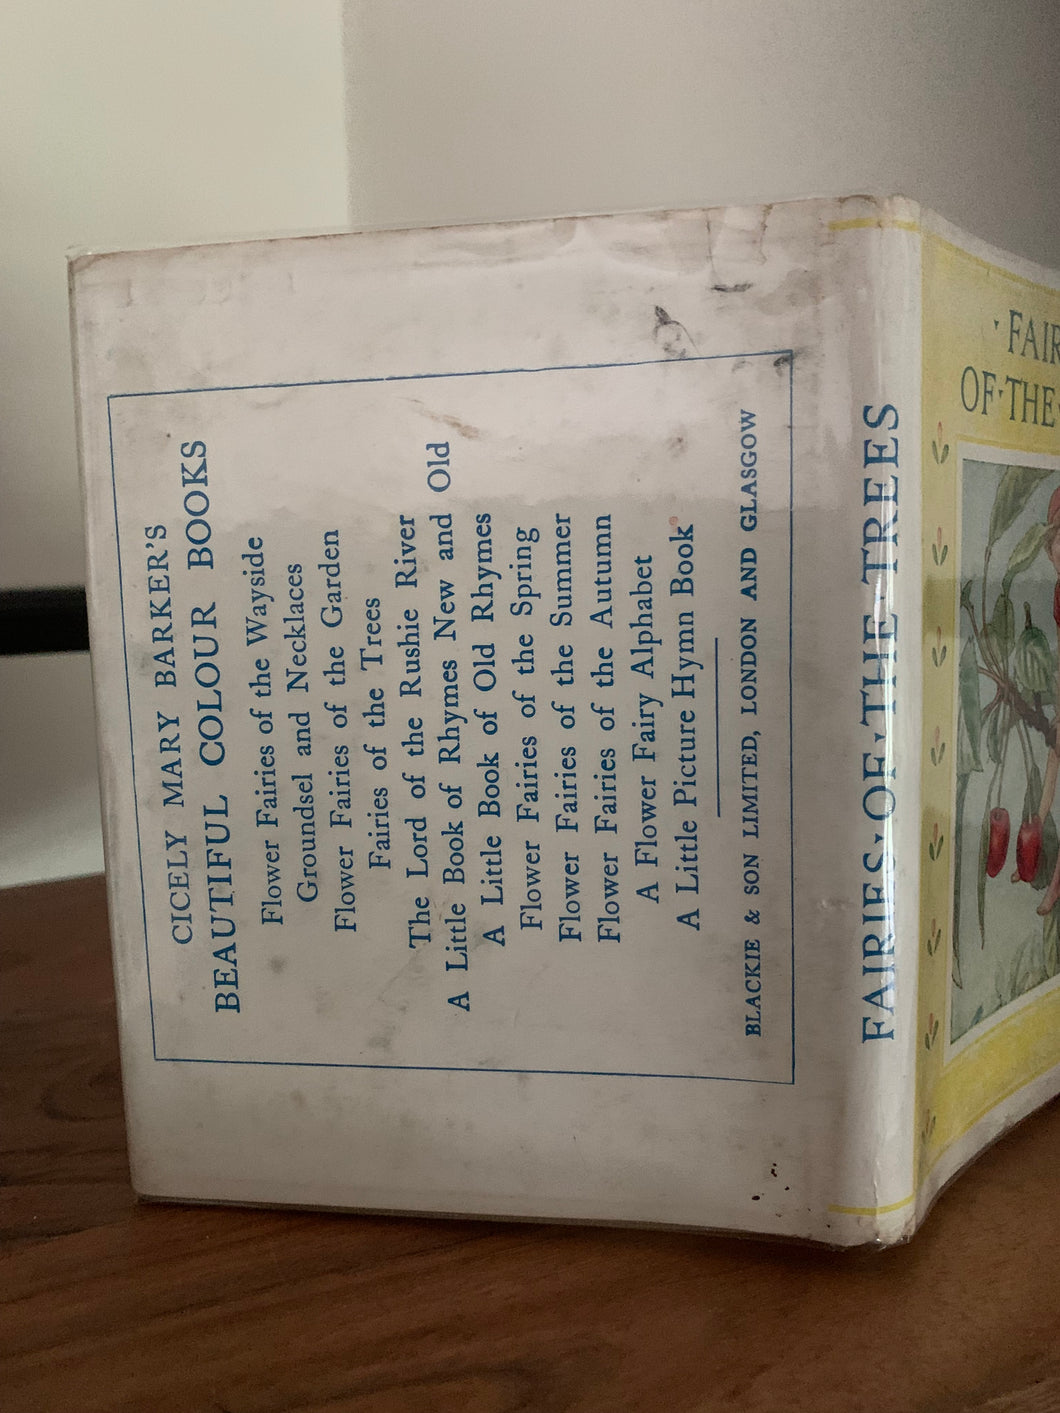 CICELY MARY BARKER'S
BEAUTIFUL COLOUR BOOKS
Flower Fairies of the Wayside
Groundsel and Necklaces
Flower Fairies of the Garden
Fairies of the Trees
The Lord of the Rushie River
A Little Book of Rhymes New and Old
A Little Book of Old Rhymes
Flower Fairies of the Spring
Flower Fairies of the Summer
Flower Fairies of the Autumn
A Flower Fairy Alphabet
A Little Picture Hymn Book
BLACKIE & SON LIMITED, LONDON AND GLASGOW
FAIRIES·OF·THE·TREES
·FAIR
OF·THE·